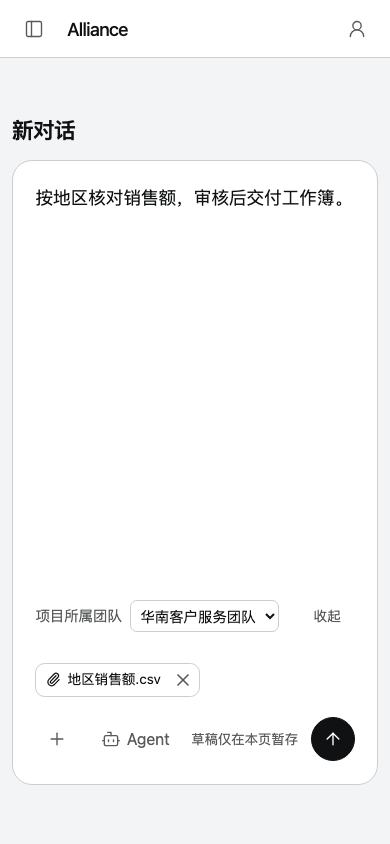 Alliance
新对话
按地区核对销售额，审核后交付工作簿。
项目所属团队 华南客户服务团队 收起
地区销售额.csv
Agent 草稿仅在本页暂存